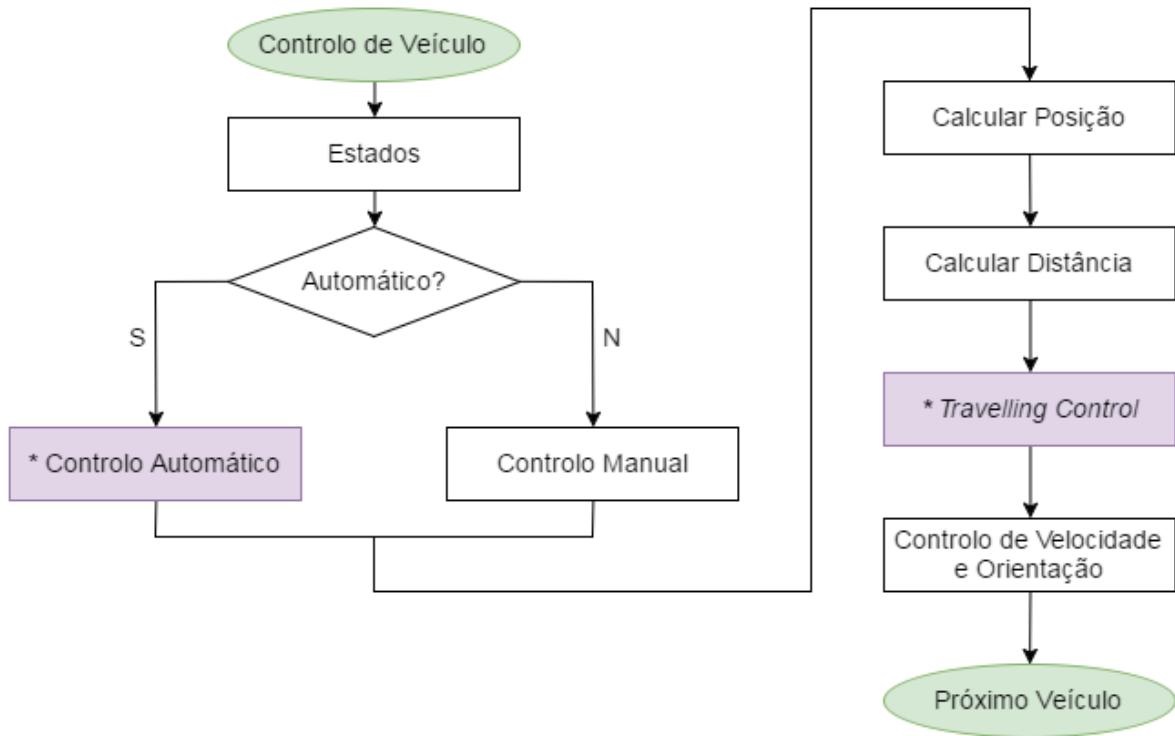 Controlo de Veículo
Estados
Automático?
S
N
* Controlo Automático
Controlo Manual
Calcular Posição
Calcular Distância
* Travelling Control
Controlo de Velocidade
e Orientação
Próximo Veículo